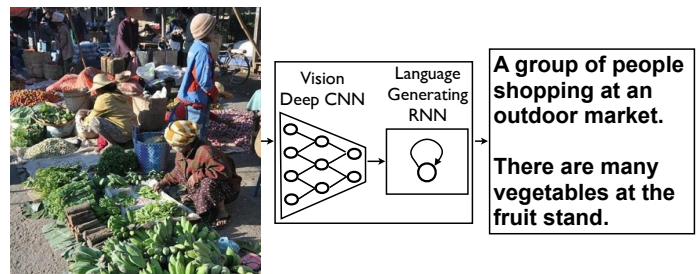 Vision
Deep CNN
Language
Generating
RNN
A group of people
shopping at an
outdoor market.
There are many
vegetables at the
fruit stand.